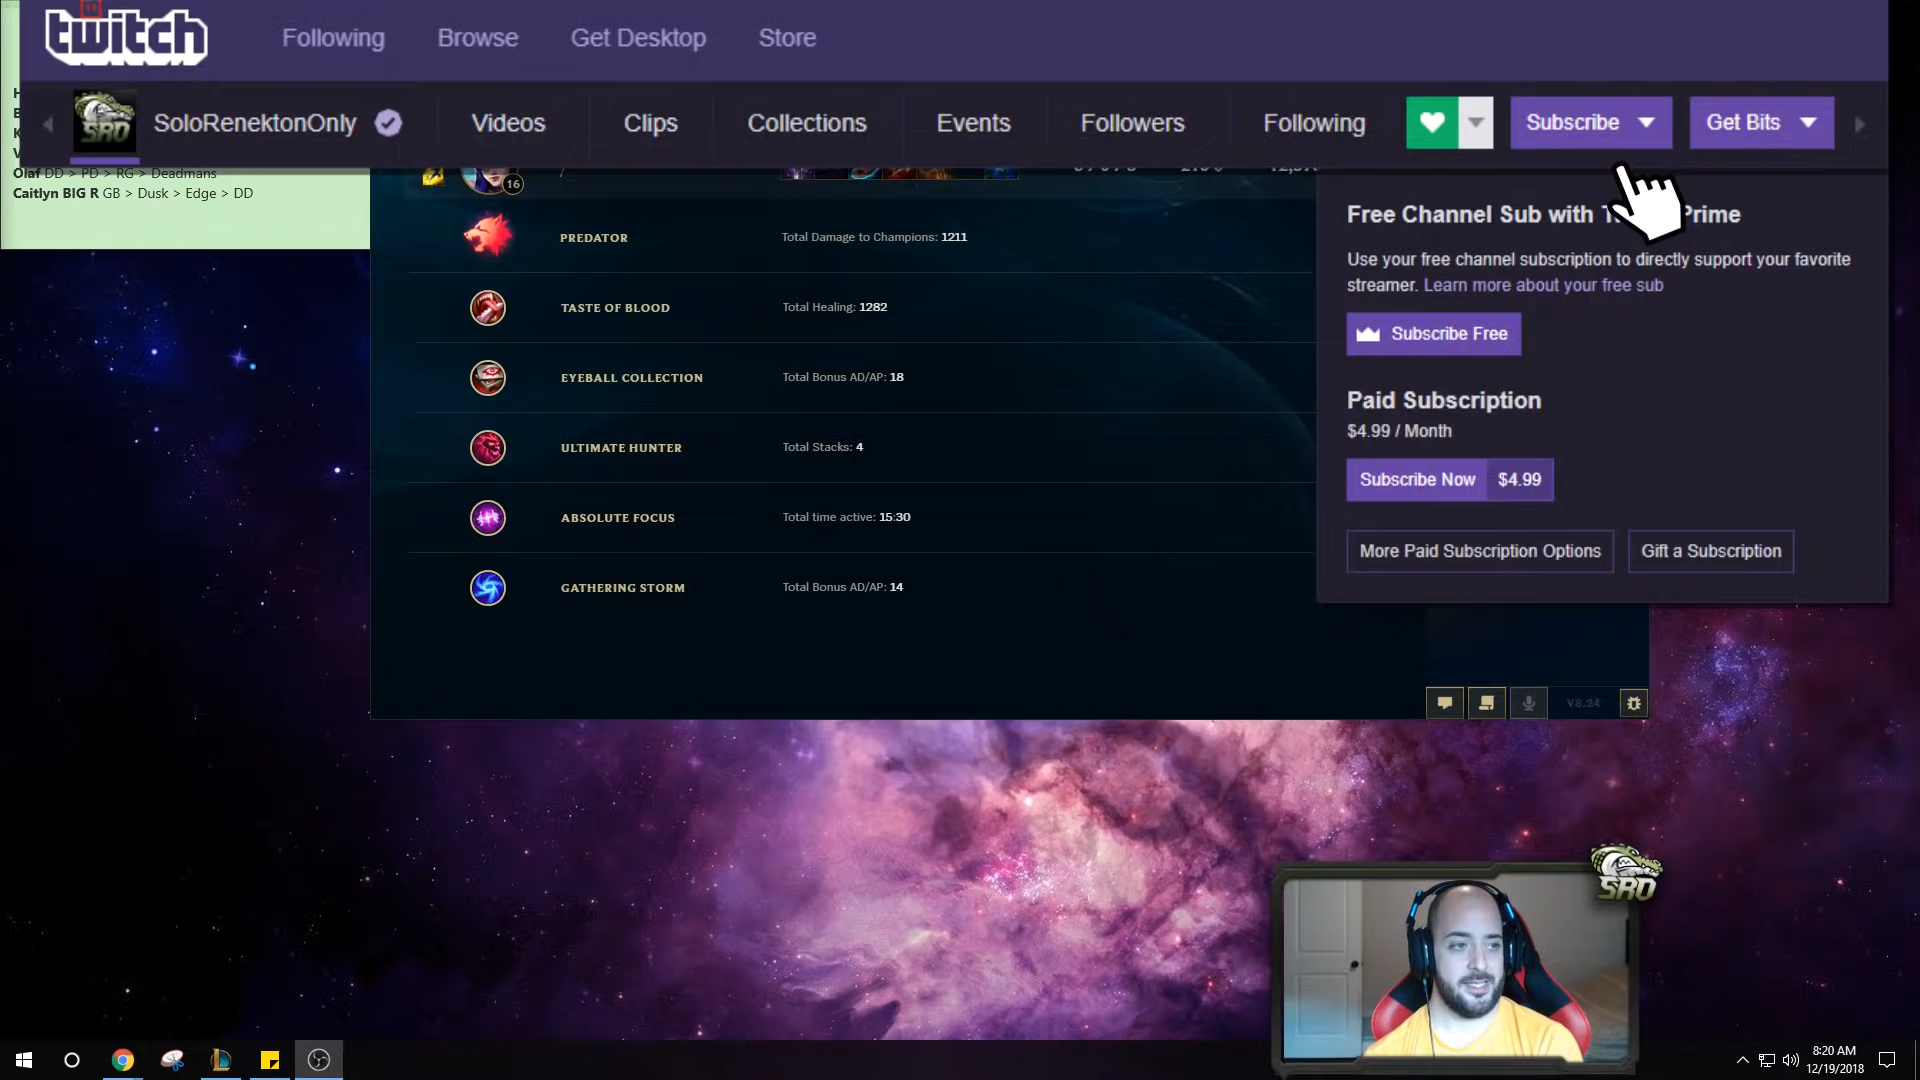 twitch
Following Browse Get Desktop Store
SRO SoloRenektonOnly Videos Clips Collections Events Followers Following Subscribe Get Bits
Olaf DD > PD > RG > Deadmans
Caitlyn BIG R GB > Dusk > Edge > DD
16
PREDATOR Total Damage to Champions: 1211
TASTE OF BLOOD Total Healing: 1282
EYEBALL COLLECTION Total Bonus AD/AP: 18
ULTIMATE HUNTER Total Stacks: 4
ABSOLUTE FOCUS Total time active: 15:30
GATHERING STORM Total Bonus AD/AP: 14
Free Channel Sub with Prime
Use your free channel subscription to directly support your favorite
streamer. Learn more about your free sub
Subscribe Free
Paid Subscription
$4.99 / Month
Subscribe Now $4.99
More Paid Subscription Options Gift a Subscription
V8.24
SRO
8:20 AM
12/19/2018